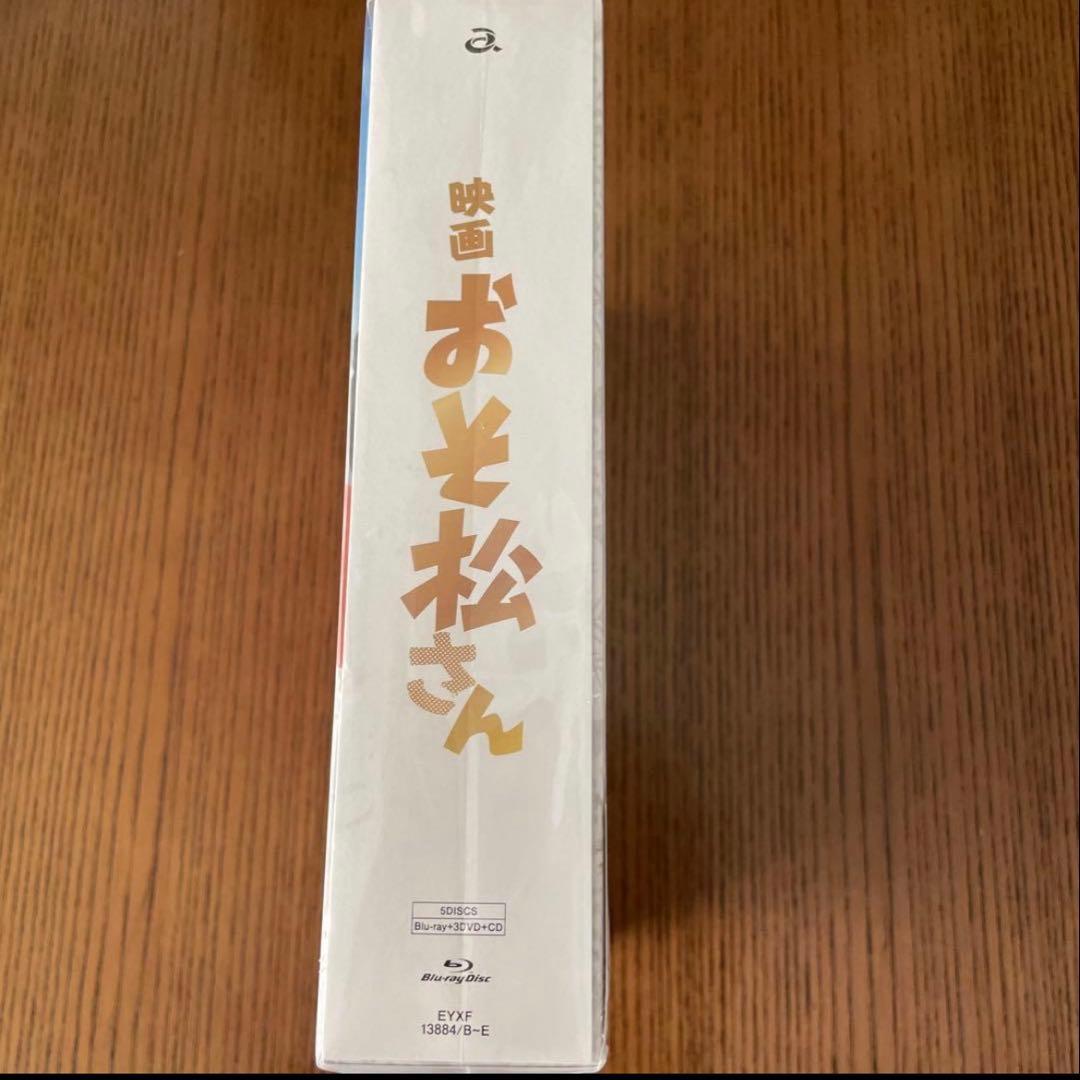 a.
映画
おそ松さん
5DISCS
Blu-ray+3DVD+CD
Blu-ray Disc
EYXF
13884/B~E